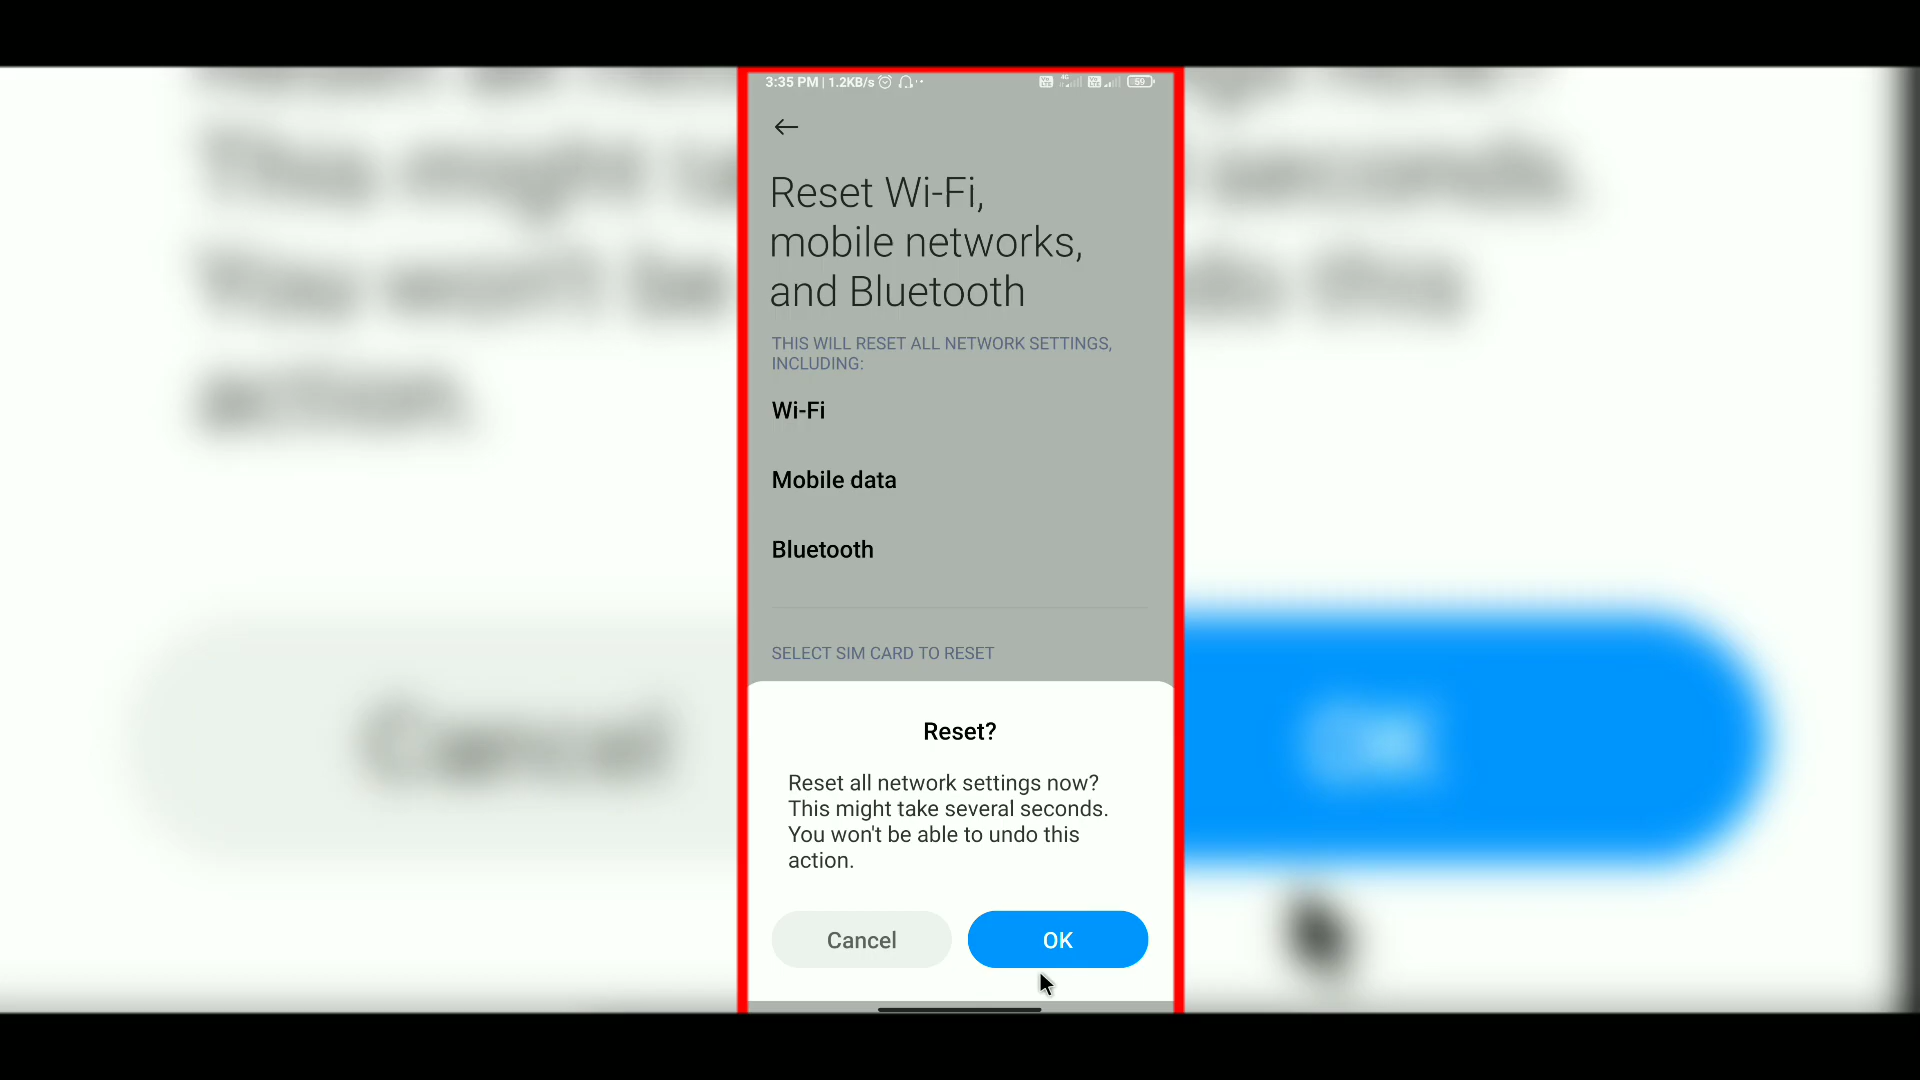 3:35 PM | 1.2KB/s
59
Reset Wi-Fi,
mobile networks,
and Bluetooth
THIS WILL RESET ALL NETWORK SETTINGS,
INCLUDING:
Wi-Fi
Mobile data
Bluetooth
SELECT SIM CARD TO RESET
Reset?
Reset all network settings now?
This might take several seconds.
You won't be able to undo this
action.
Cancel
OK